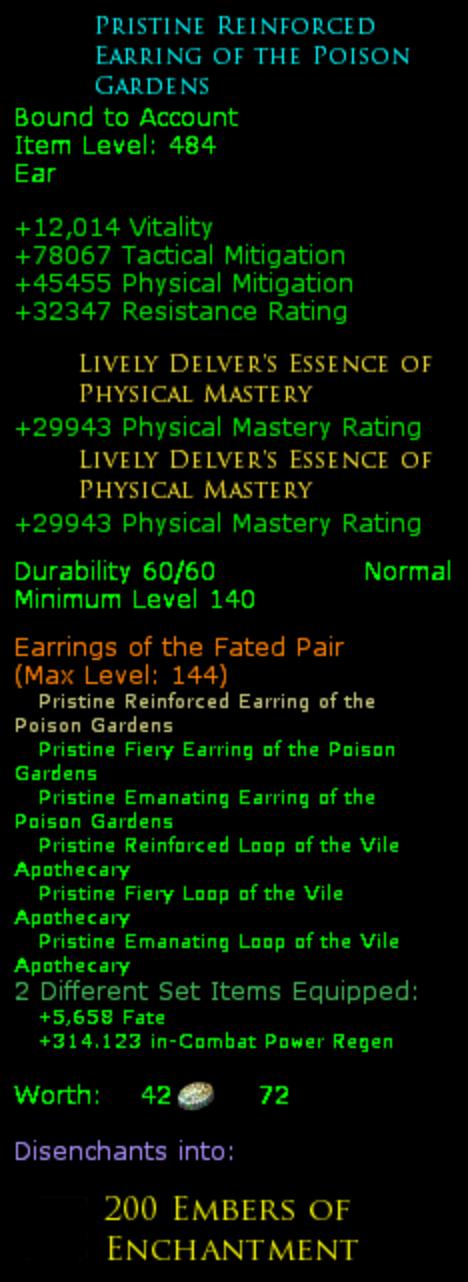 Pristine Reinforced
Earring of the Poison
Gardens
Bound to Account
Item Level: 484
Ear
+12,014 Vitality
+78067 Tactical Mitigation
+45455 Physical Mitigation
+32347 Resistance Rating
Lively Delver's Essence of
Physical Mastery
+29943 Physical Mastery Rating
Lively Delver's Essence of
Physical Mastery
+29943 Physical Mastery Rating
Durability 60/60 Normal
Minimum Level 140
Earrings of the Fated Pair
(Max Level: 144)
Pristine Reinforced Earring of the
Poison Gardens
Pristine Fiery Earring of the Poison
Gardens
Pristine Emanating Earring of the
Poison Gardens
Pristine Reinforced Loop of the Vile
Apothecary
Pristine Fiery Loop of the Vile
Apothecary
Pristine Emanating Loop of the Vile
Apothecary
2 Different Set Items Equipped:
+5,658 Fate
+314.123 in-Combat Power Regen
Worth: 42 72
Disenchants into:
200 Embers of
Enchantment